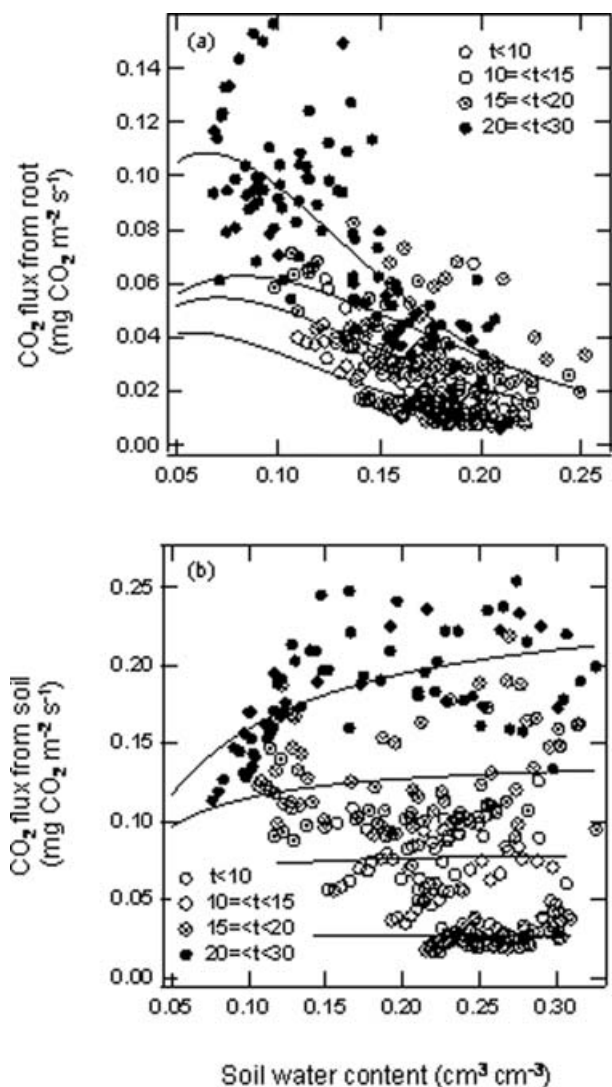 (a)
t<10
10=<t<15
15=<t<20
20=<t<30
CO₂ flux from root
(mg CO₂ m⁻² s⁻¹)
0.14
0.12
0.10
0.08
0.06
0.04
0.02
0.00
0.05 0.10 0.15 0.20 0.25
(b)
CO₂ flux from soil
(mg CO₂ m⁻² s⁻¹)
0.25
0.20
0.15
0.10
0.05
0.00
t<10
10=<t<15
15=<t<20
20=<t<30
0.05 0.10 0.15 0.20 0.25 0.30
Soil water content (cm³ cm⁻³)